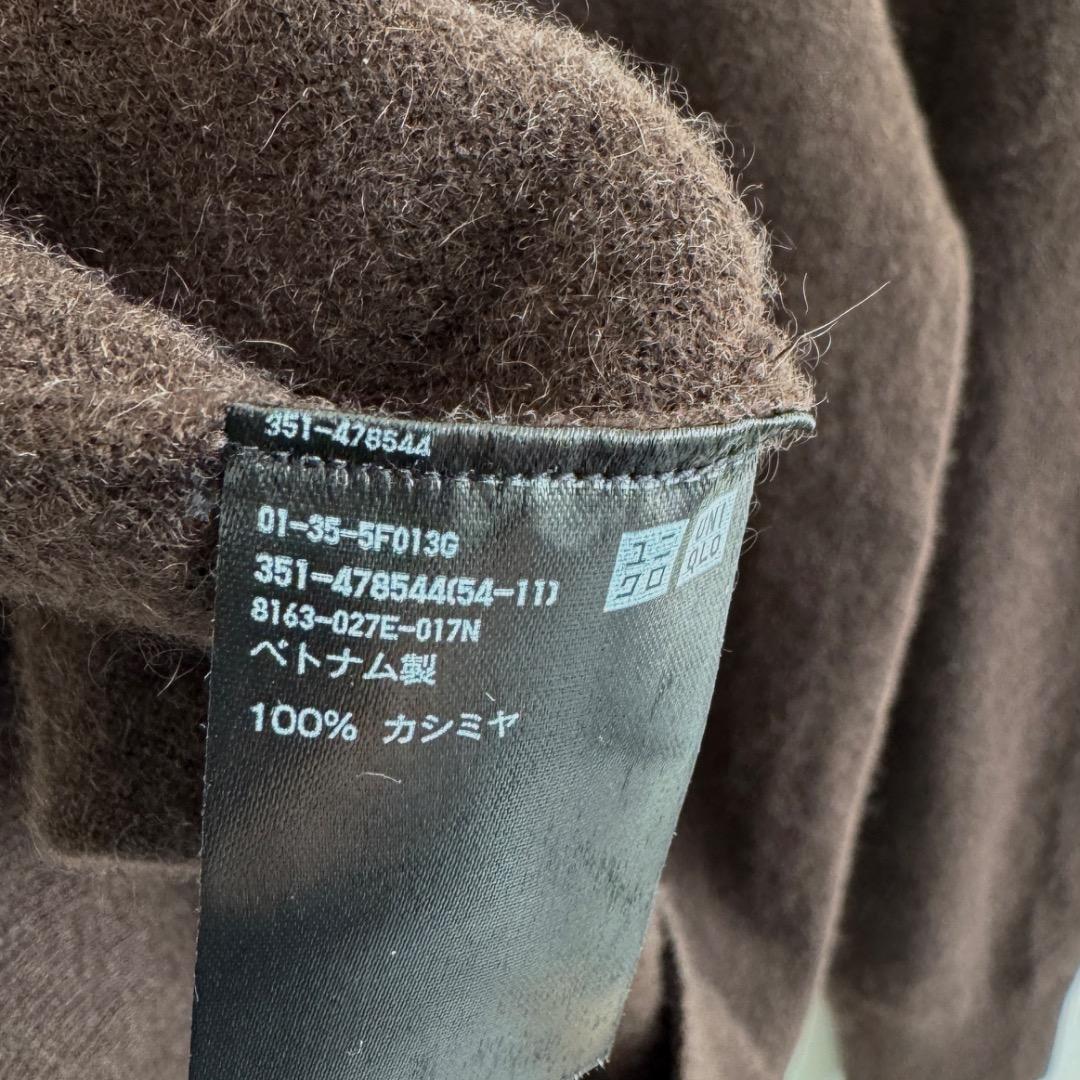 351-478544
01-35-5F013G
351-478544(54-11)
8163-027E-017N
ベトナム製
100% カシミヤ
ユニ
クロ
UNI
QLO